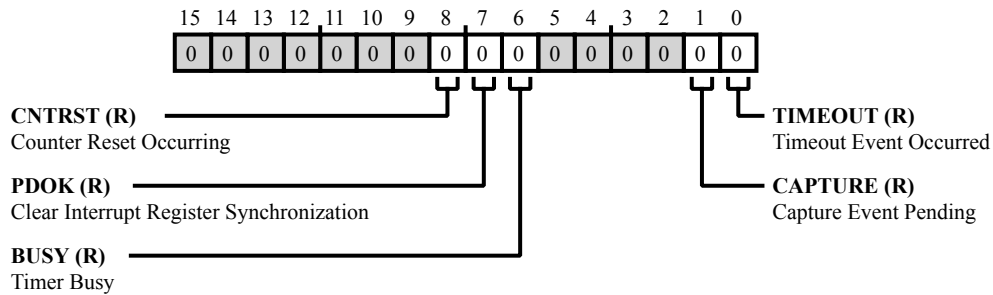 15 14 13 12 11 10 9 8 7 6 5 4 3 2 1 0
0 0 0 0 0 0 0 0 0 0 0 0 0 0 0 0
CNTRST (R)
Counter Reset Occurring
PDOK (R)
Clear Interrupt Register Synchronization
BUSY (R)
Timer Busy
TIMEOUT (R)
Timeout Event Occurred
CAPTURE (R)
Capture Event Pending